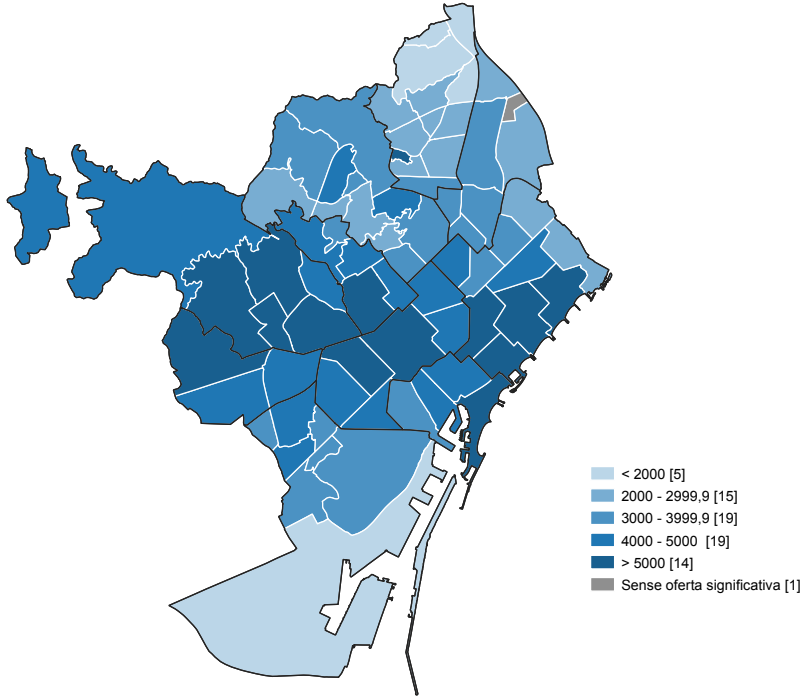 < 2000 [5]
2000 - 2999,9 [15]
3000 - 3999,9 [19]
4000 - 5000 [19]
> 5000 [14]
Sense oferta significativa [1]